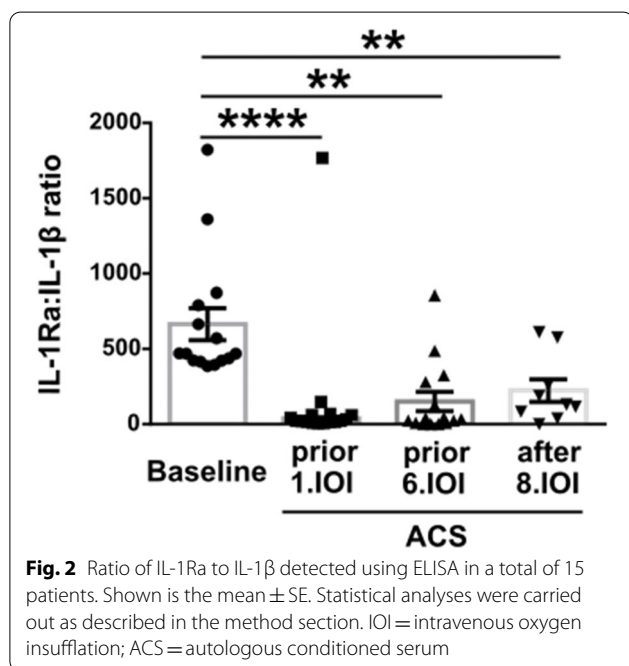 **
**
****
2000
1500
1000
500
0
IL-1Ra:IL-1β ratio
Baseline
prior
1.IOI
prior
6.IOI
after
8.IOI
ACS
Fig. 2 Ratio of IL-1Ra to IL-1β detected using ELISA in a total of 15
patients. Shown is the mean ± SE. Statistical analyses were carried
out as described in the method section. IOI = intravenous oxygen
insufflation; ACS = autologous conditioned serum